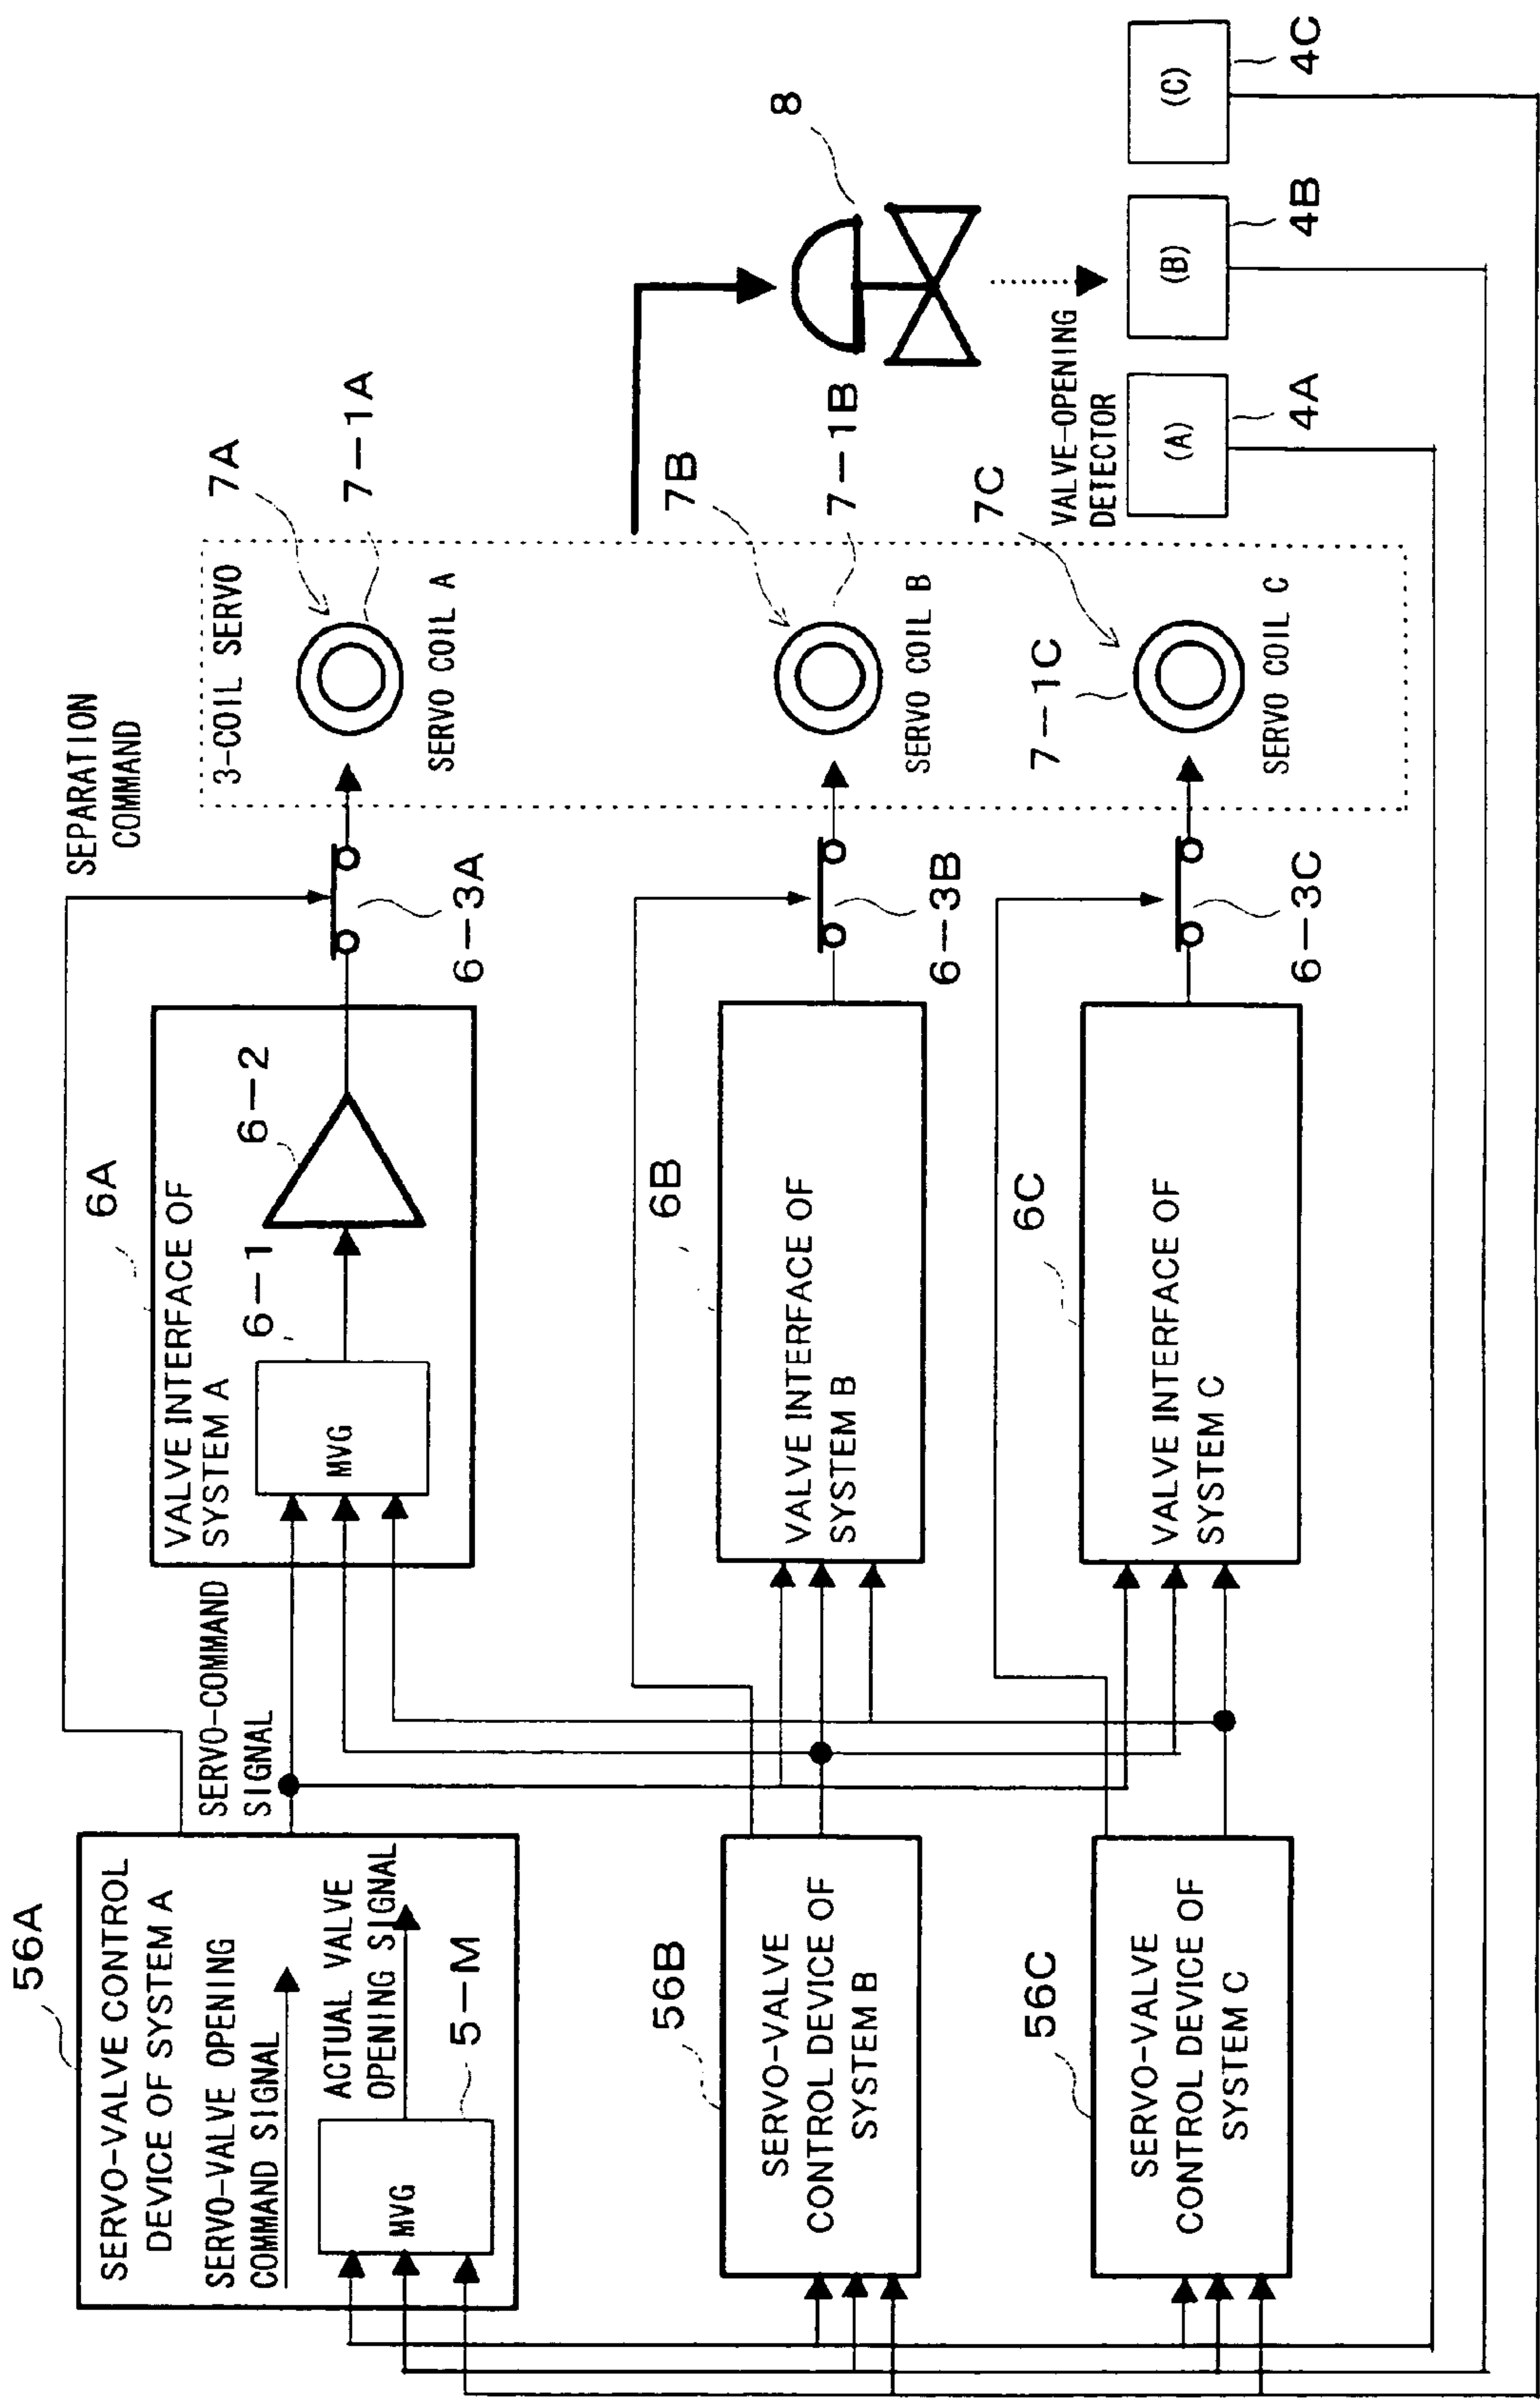 56A
SERVO-VALVE CONTROL
DEVICE OF SYSTEM A
SERVO-VALVE OPENING
COMMAND SIGNAL
ACTUAL VALVE
OPENING SIGNAL
MVG
5-M
SERVO-COMMAND
SIGNAL
6A
VALVE INTERFACE OF
SYSTEM A
MVG
6-1
6-2
SEPARATION
COMMAND
6-3A
3-COIL SERVO
7A
7-1A
SERVO COIL A
56B
SERVO-VALVE
CONTROL DEVICE OF
SYSTEM B
6B
VALVE INTERFACE OF
SYSTEM B
6-3B
7B
7-1B
SERVO COIL B
8
56C
SERVO-VALVE
CONTROL DEVICE OF
SYSTEM C
6C
VALVE INTERFACE OF
SYSTEM C
6-3C
7C
7-1C
SERVO COIL C
VALVE-OPENING
DETECTOR
(A)
4A
(B)
4B
(C)
4C